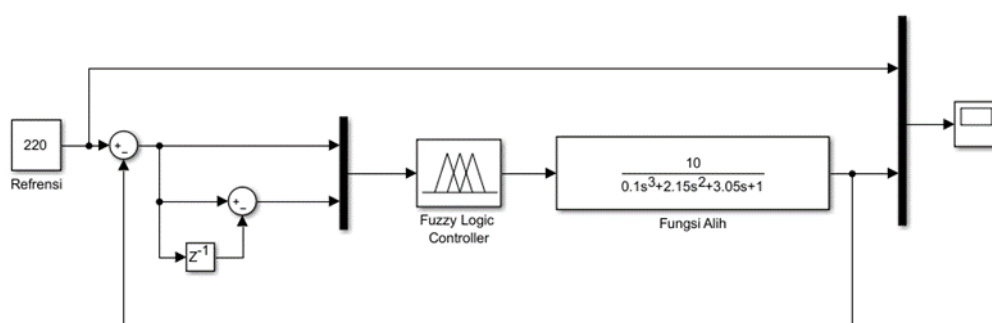 220
Refrensi
+
−
+
−
Z-1
Fuzzy Logic
Controller
10
0.1s3+2.15s2+3.05s+1
Fungsi Alih